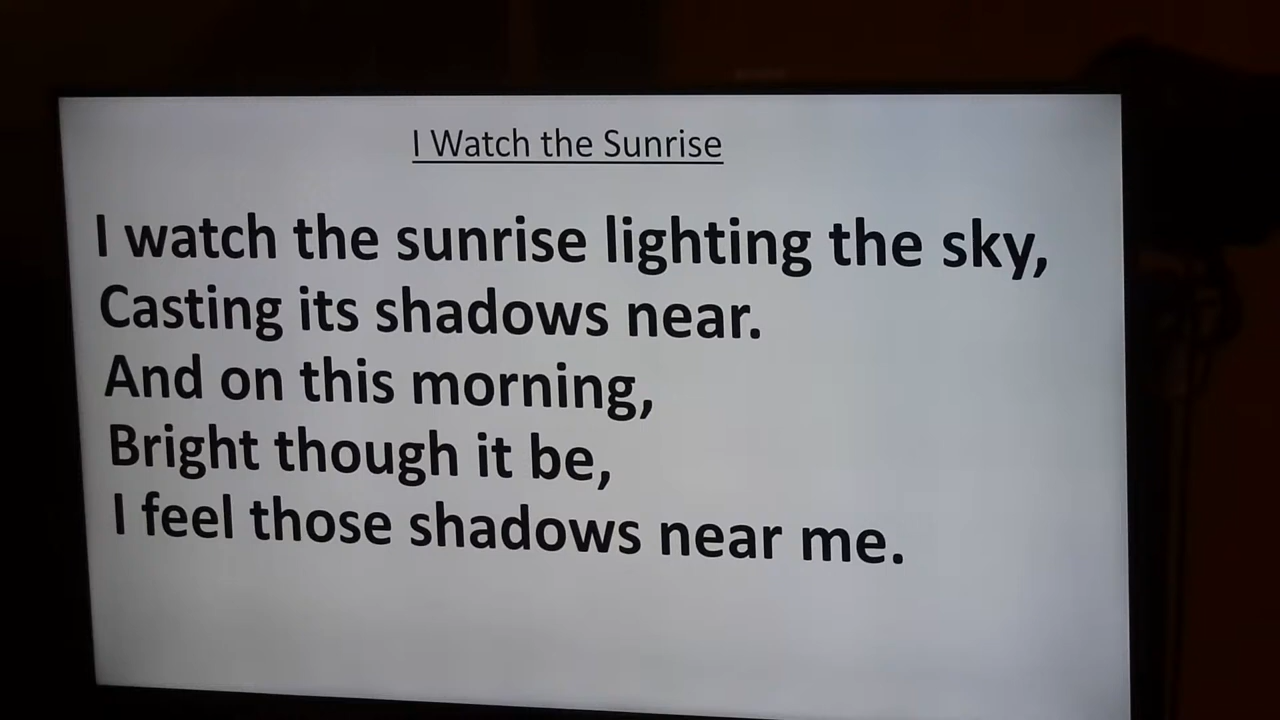 I Watch the Sunrise
I watch the sunrise lighting the sky,
Casting its shadows near.
And on this morning,
Bright though it be,
I feel those shadows near me.